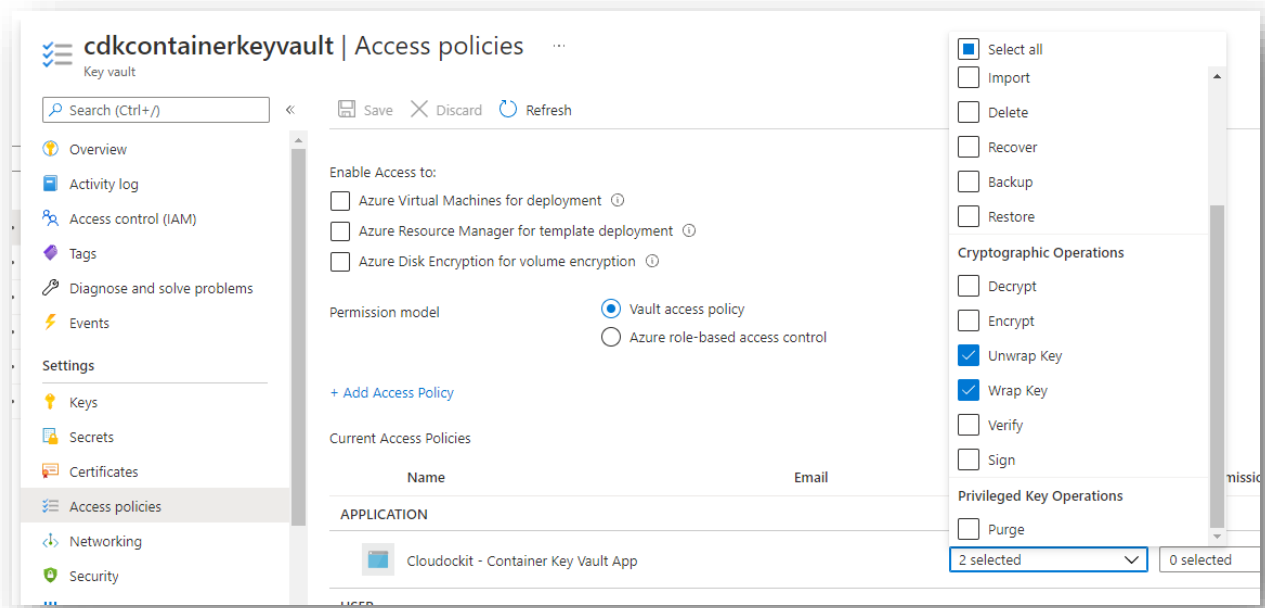 cdkcontainerkeyvault | Access policies ...
Key vault
Search (Ctrl+/)
«
Overview
Activity log
Access control (IAM)
Tags
Diagnose and solve problems
Events
Settings
Keys
Secrets
Certificates
Access policies
Networking
Security
Save Discard Refresh
Enable Access to:
Azure Virtual Machines for deployment
Azure Resource Manager for template deployment
Azure Disk Encryption for volume encryption
Permission model
Vault access policy
Azure role-based access control
+ Add Access Policy
Current Access Policies
Name Email
APPLICATION
Cloudockit - Container Key Vault App
Select all
Import
Delete
Recover
Backup
Restore
Cryptographic Operations
Decrypt
Encrypt
Unwrap Key
Wrap Key
Verify
Sign
Privileged Key Operations
Purge
2 selected
0 selected